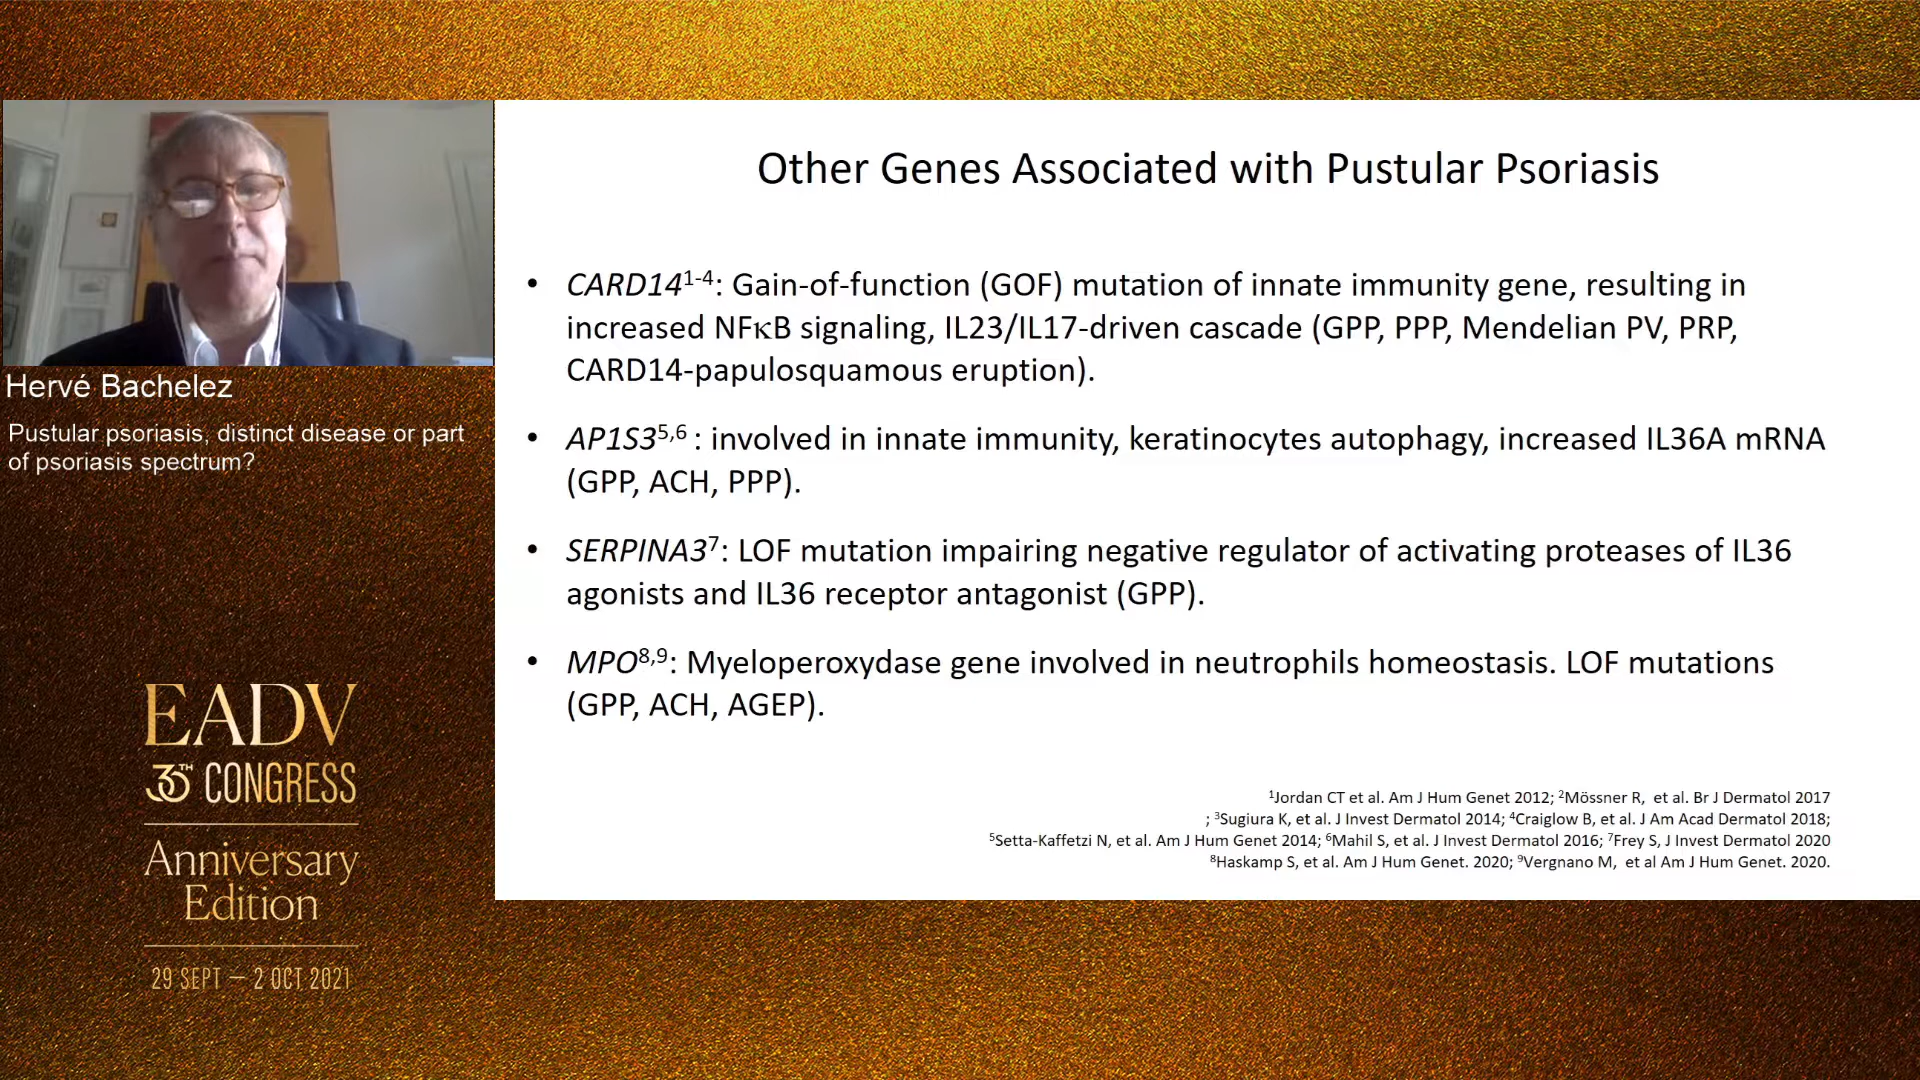 Hervé Bachelez
Pustular psoriasis, distinct disease or part
of psoriasis spectrum?
EADV
30TH CONGRESS
Anniversary
Edition
29 SEPT — 2 OCT 2021
Other Genes Associated with Pustular Psoriasis
• CARD14¹⁻⁴: Gain-of-function (GOF) mutation of innate immunity gene, resulting in
increased NFκB signaling, IL23/IL17-driven cascade (GPP, PPP, Mendelian PV, PRP,
CARD14-papulosquamous eruption).
• AP1S3⁵,⁶ : involved in innate immunity, keratinocytes autophagy, increased IL36A mRNA
(GPP, ACH, PPP).
• SERPINA3⁷: LOF mutation impairing negative regulator of activating proteases of IL36
agonists and IL36 receptor antagonist (GPP).
• MPO⁸,⁹: Myeloperoxydase gene involved in neutrophils homeostasis. LOF mutations
(GPP, ACH, AGEP).
¹Jordan CT et al. Am J Hum Genet 2012; ²Mössner R, et al. Br J Dermatol 2017
; ³Sugiura K, et al. J Invest Dermatol 2014; ⁴Craiglow B, et al. J Am Acad Dermatol 2018;
⁵Setta-Kaffetzi N, et al. Am J Hum Genet 2014; ⁶Mahil S, et al. J Invest Dermatol 2016; ⁷Frey S, J Invest Dermatol 2020
⁸Haskamp S, et al. Am J Hum Genet. 2020; ⁹Vergnano M, et al Am J Hum Genet. 2020.